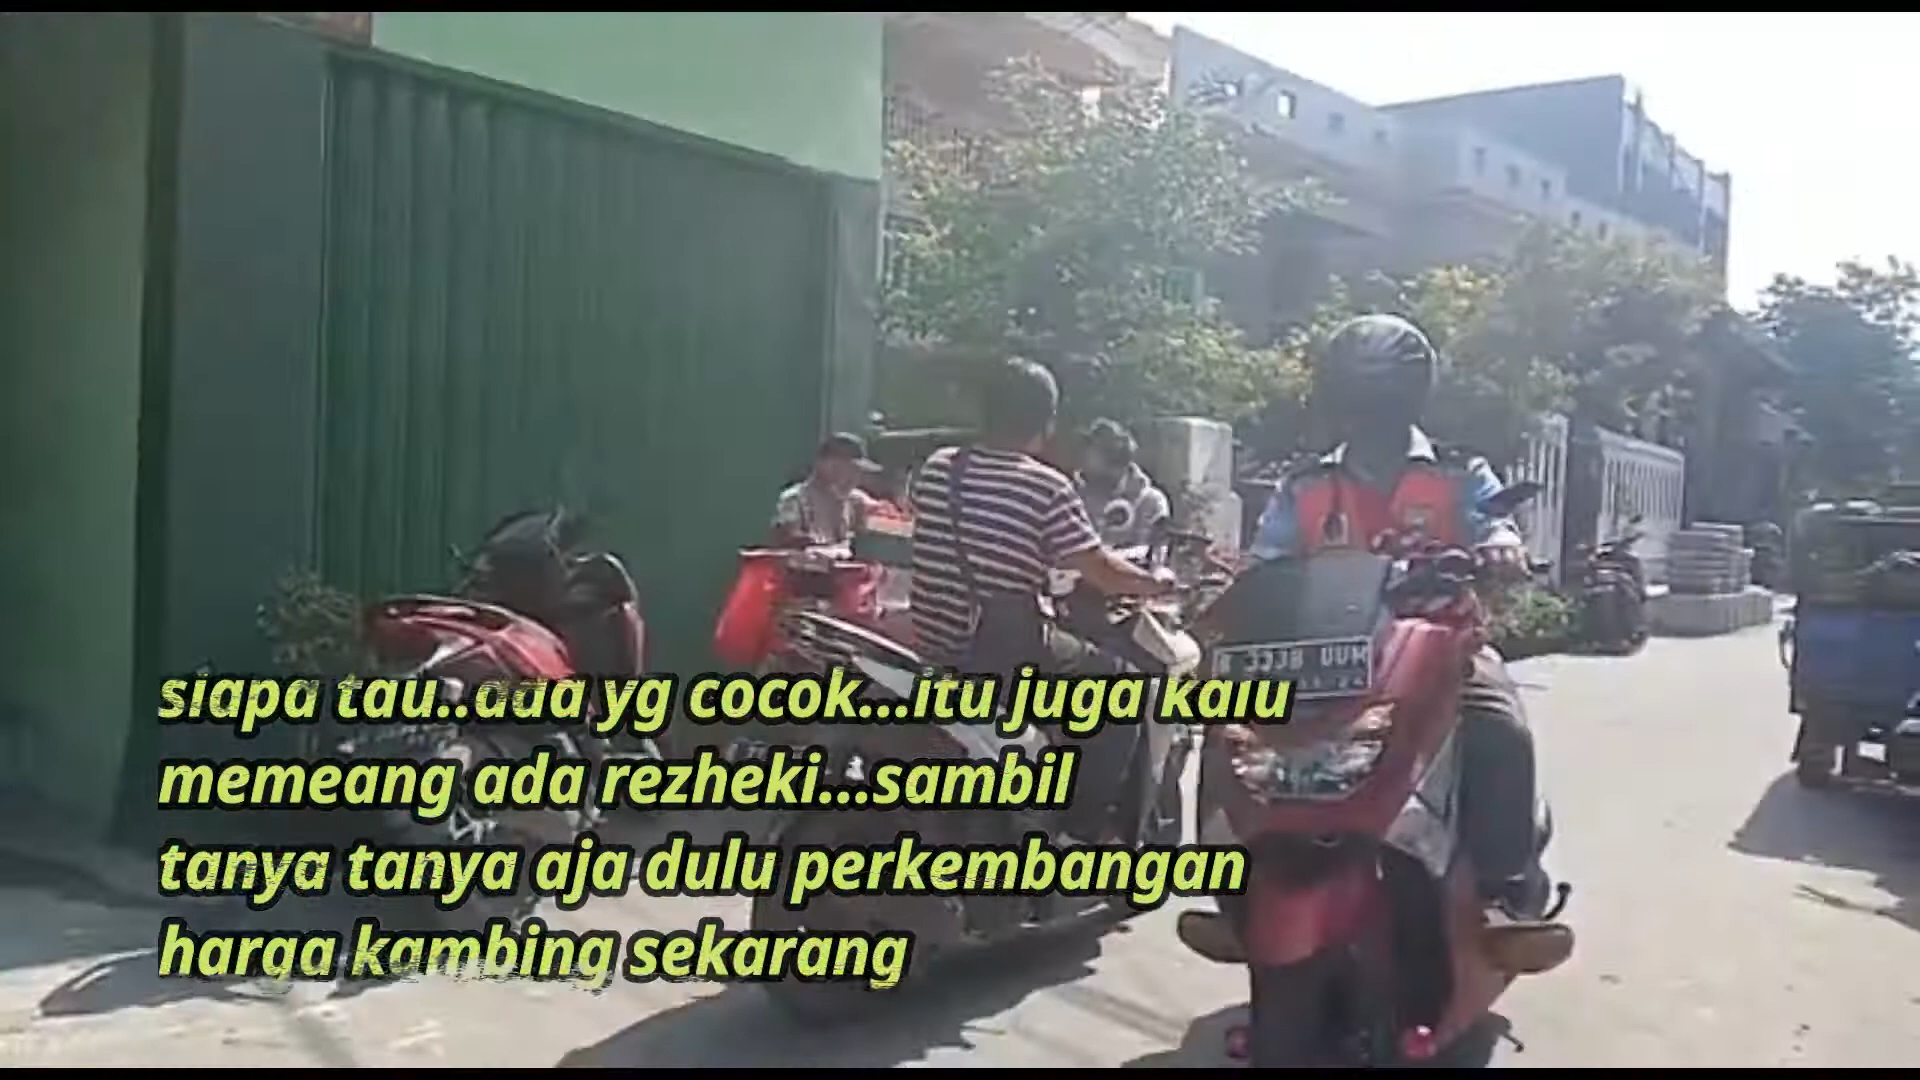 siapa tau..ada yg cocok...itu juga kalu
memeang ada rezheki...sambil
tanya tanya aja dulu perkembangan
harga kambing sekarang